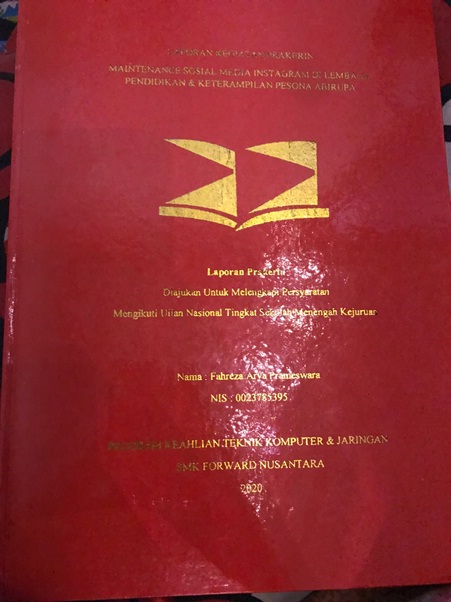 LAPORAN KEGIATAN PRAKERIN
MAINTENANCE SOSIAL MEDIA INSTAGRAM DI LEMBAGA
PENDIDIKAN & KETERAMPILAN PESONA ABIRUPA
Laporan Prakerin
Diajukan Untuk Melengkapi Persyaratan
Mengikuti Ujian Nasional Tingkat Sekolah Menengah Kejuruan
Nama : Fahreza Arya Prameswara
NIS : 0023785395
PROGRAM KEAHLIAN TEKNIK KOMPUTER & JARINGAN
SMK FORWARD NUSANTARA
2020